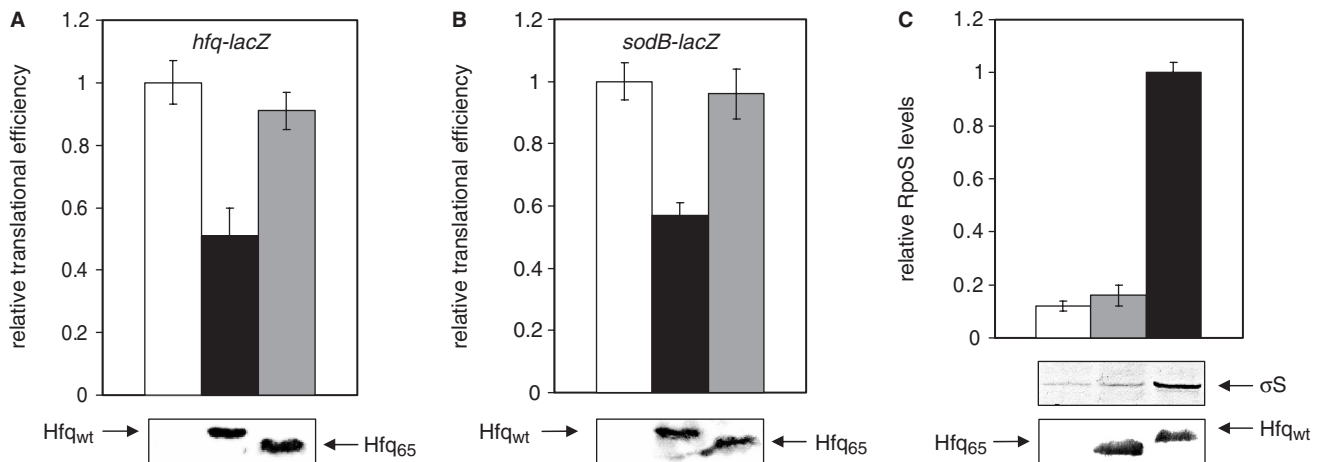 A
1.2
1
0.8
0.6
0.4
0.2
0
relative translational efficiency
hfq-lacZ
Hfqwt
Hfq65
B
1.2
1
0.8
0.6
0.4
0.2
0
relative translational efficiency
sodB-lacZ
Hfqwt
Hfq65
C
1.2
1
0.8
0.6
0.4
0.2
0
relative RpoS levels
σS
Hfq65
Hfqwt